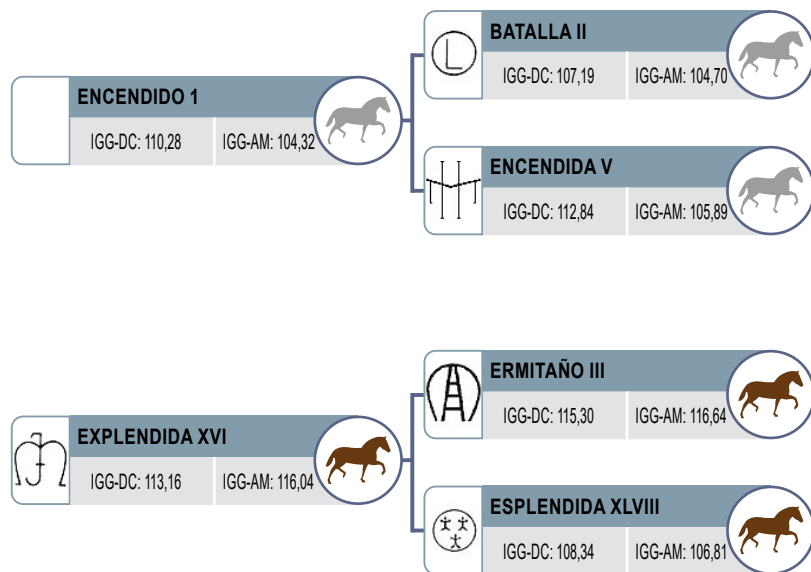 BATALLA II
IGG-DC: 107,19 IGG-AM: 104,70
ENCENDIDO 1
IGG-DC: 110,28 IGG-AM: 104,32
ENCENDIDA V
IGG-DC: 112,84 IGG-AM: 105,89
ERMITAÑO III
IGG-DC: 115,30 IGG-AM: 116,64
EXPLENDIDA XVI
IGG-DC: 113,16 IGG-AM: 116,04
ESPLENDIDA XLVIII
IGG-DC: 108,34 IGG-AM: 106,81